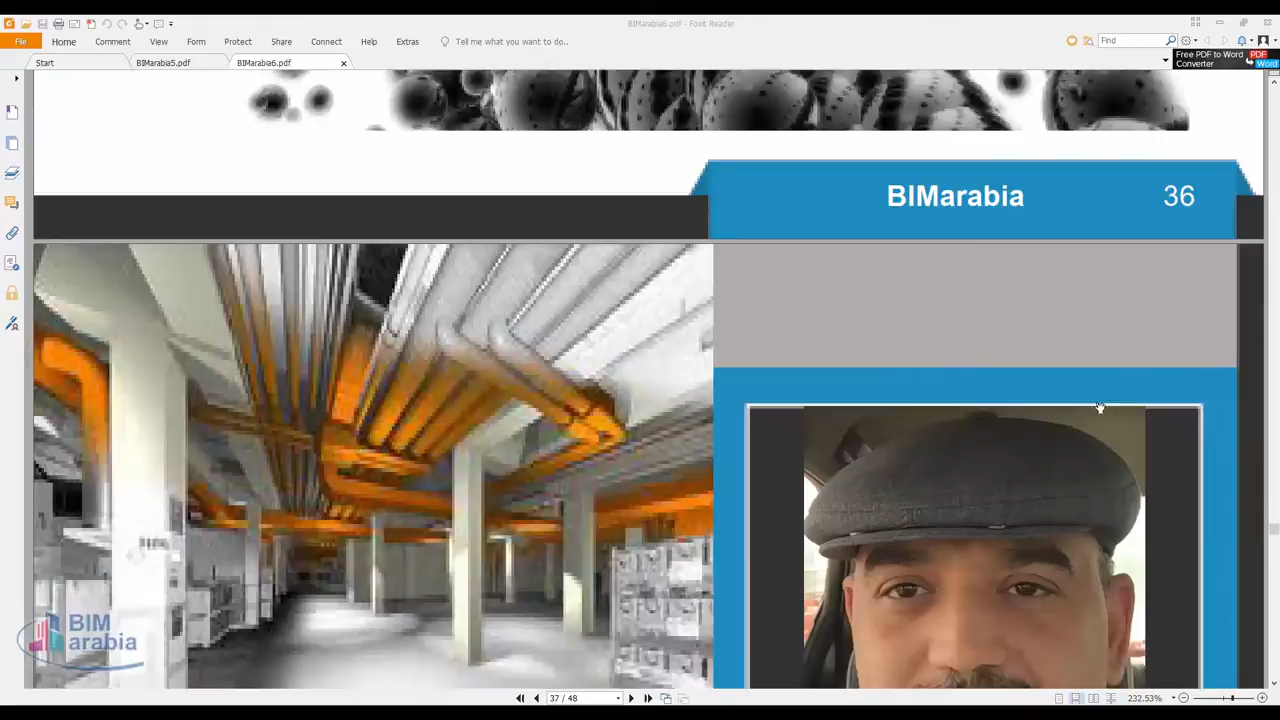 BIMarabia6.pdf - Foxit Reader
File Home Comment View Form Protect Share Connect Help Extras Tell me what you want to do.. Find
Start BIMarabia5.pdf BIMarabia6.pdf
Free PDF to Word
Converter
PDF
Word
BIMarabia 36
BIM
arabia
37 / 48 232.53%